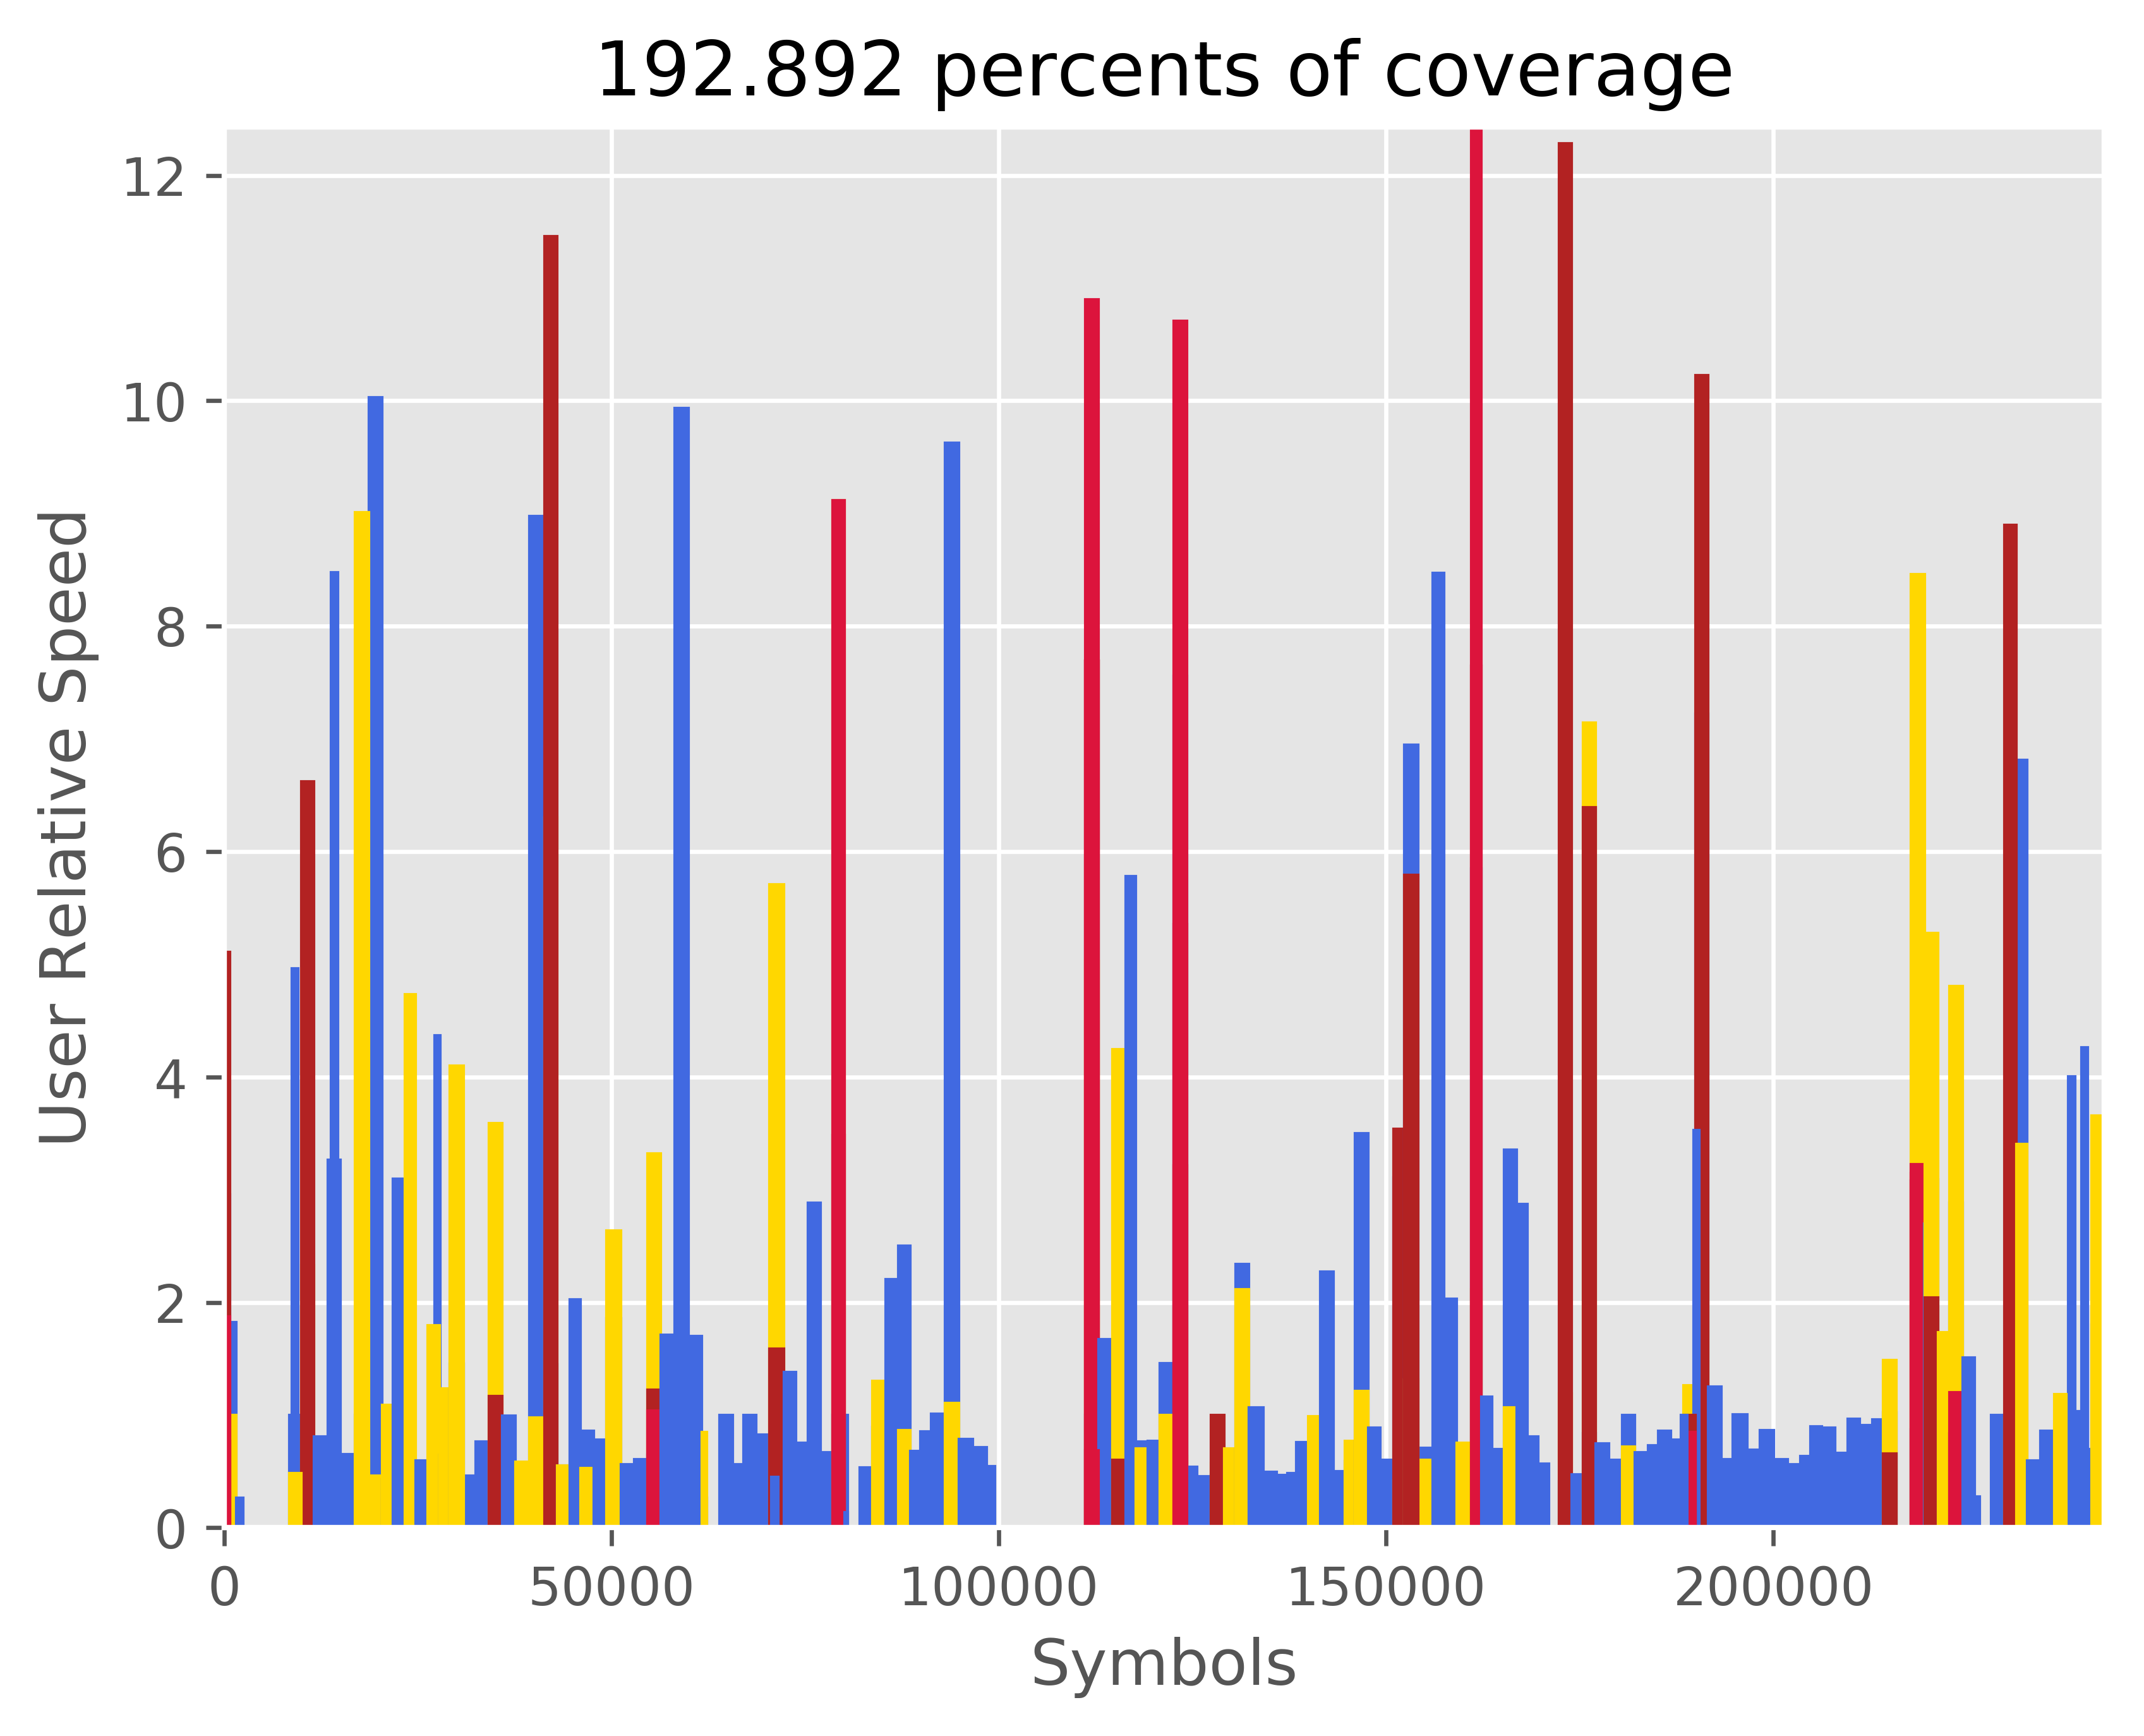 192.892 percents of coverage
12
10
8
6
4
2
0
User Relative Speed
0 50000 100000 150000 200000
Symbols